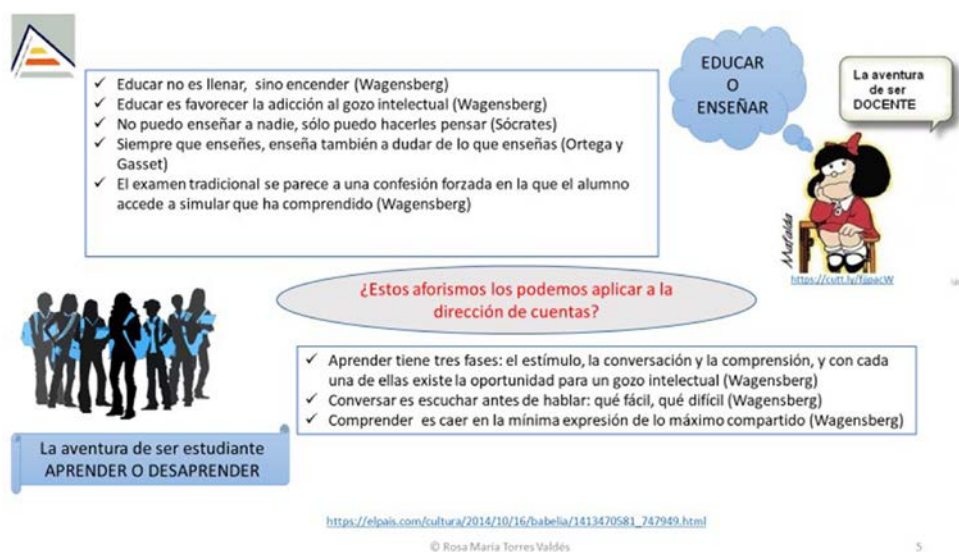 ✓ Educar no es llenar, sino encender (Wagensberg)
✓ Educar es favorecer la adicción al gozo intelectual (Wagensberg)
✓ No puedo enseñar a nadie, sólo puedo hacerles pensar (Sócrates)
✓ Siempre que enseñes, enseña también a dudar de lo que enseñas (Ortega y
Gasset)
✓ El examen tradicional se parece a una confesión forzada en la que el alumno
accede a simular que ha comprendido (Wagensberg)
EDUCAR
O
ENSEÑAR
La aventura
de ser
DOCENTE
Mafalda
¿Estos aforismos los podemos aplicar a la
dirección de cuentas?
✓ Aprender tiene tres fases: el estímulo, la conversación y la comprensión, y con cada
una de ellas existe la oportunidad para un gozo intelectual (Wagensberg)
✓ Conversar es escuchar antes de hablar: qué fácil, qué difícil (Wagensberg)
✓ Comprender es caer en la mínima expresión de lo máximo compartido (Wagensberg)
La aventura de ser estudiante
APRENDER O DESAPRENDER
https://elpais.com/cultura/2014/10/16/babelia/1413470581_747949.html
© Rosa María Torres Valdés
5